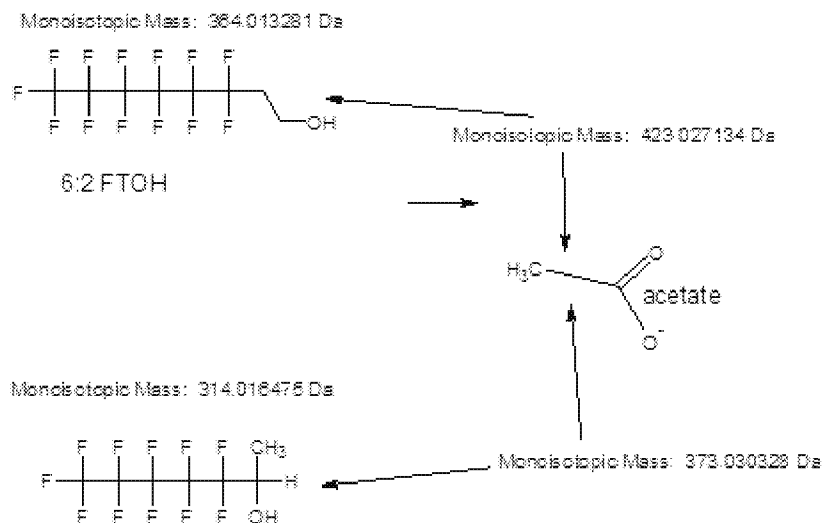 Monoisotopic Mass: 364.013281 Da
F F F F F F
F OH
F F F F F F
Monoisotopic Mass: 423.027134 Da
6:2 FTOH
O
H₃C
acetate
O⁻
Monoisotopic Mass: 314.016475 Da
F F F F F CH₃
F H
F F F F F OH
Monoisotopic Mass: 373.030328 Da